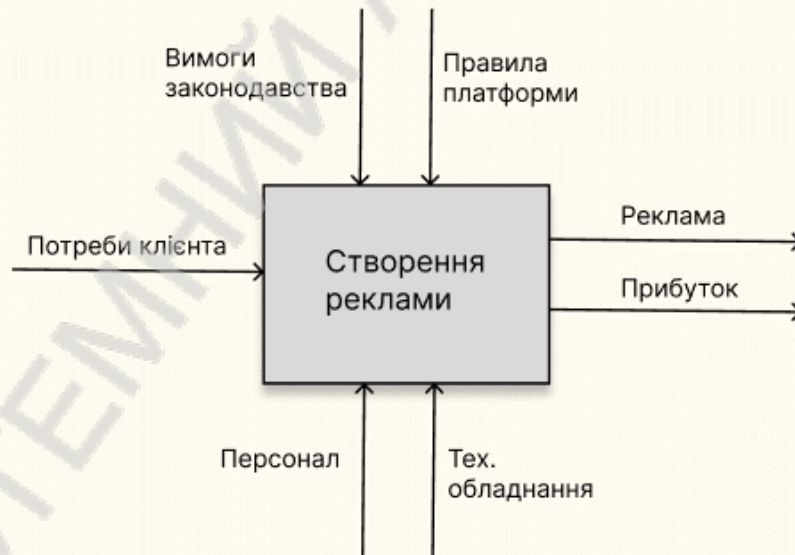 Вимоги
законодавства
Правила
платформи
Потреби клієнта
Створення
реклами
Реклама
Прибуток
Персонал
Тех.
обладнання